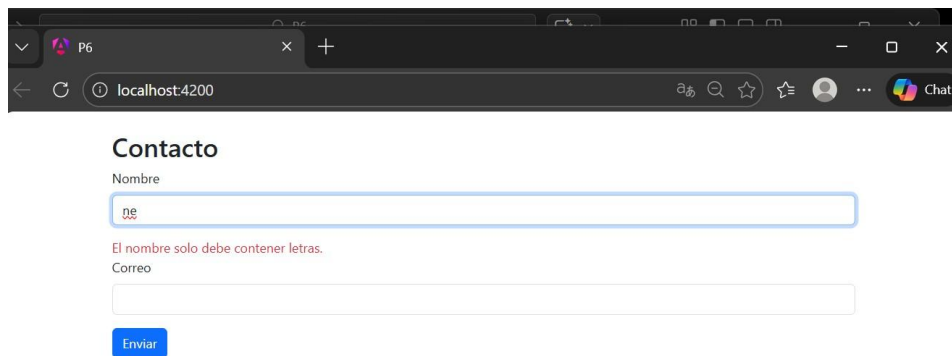 P6
localhost:4200
Chat
Contacto
Nombre
ne
El nombre solo debe contener letras.
Correo
Enviar